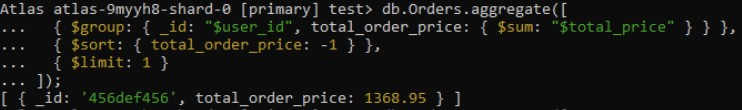 Atlas atlas-9myyh8-shard-0 [primary] test> db.Orders.aggregate([
...   { $group: { _id: "$user_id", total_order_price: { $sum: "$total_price" } } },
...   { $sort: { total_order_price: -1 } },
...   { $limit: 1 }
... ]);
[ { _id: '456def456', total_order_price: 1368.95 } ]